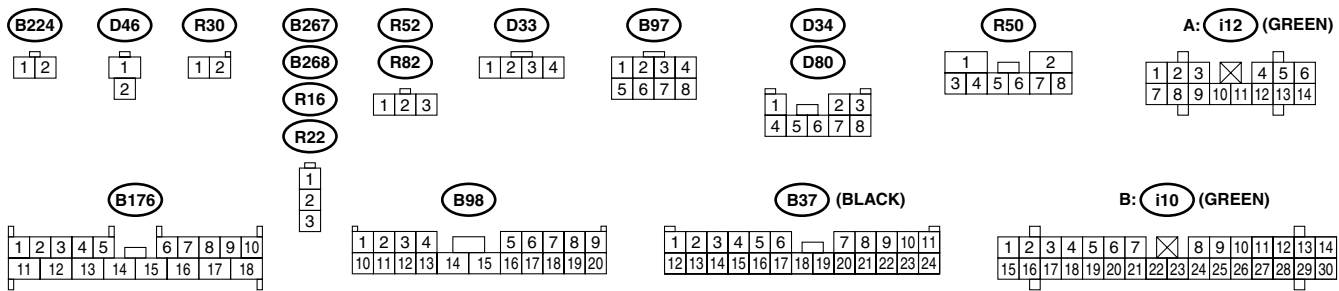 B224 D46 R30 B267 R52 D33 B97 D34 R50 A: i12 (GREEN)
B268 R82 D80
R16
R22
1 2
1
2
1 2
1
2
3
1 2 3
1 2 3 4
1 2 3 4
5 6 7 8
1 2 3
4 5 6 7 8
1 2
3 4 5 6 7 8
1 2 3 4 5 6
7 8 9 10 11 12 13 14
B176 B98 B37 (BLACK) B: i10 (GREEN)
1 2 3 4 5 6 7 8 9 10
11 12 13 14 15 16 17 18
1 2 3 4 5 6 7 8 9
10 11 12 13 14 15 16 17 18 19 20
1 2 3 4 5 6 7 8 9 10 11
12 13 14 15 16 17 18 19 20 21 22 23 24
1 2 3 4 5 6 7 8 9 10 11 12 13 14
15 16 17 18 19 20 21 22 23 24 25 26 27 28 29 30